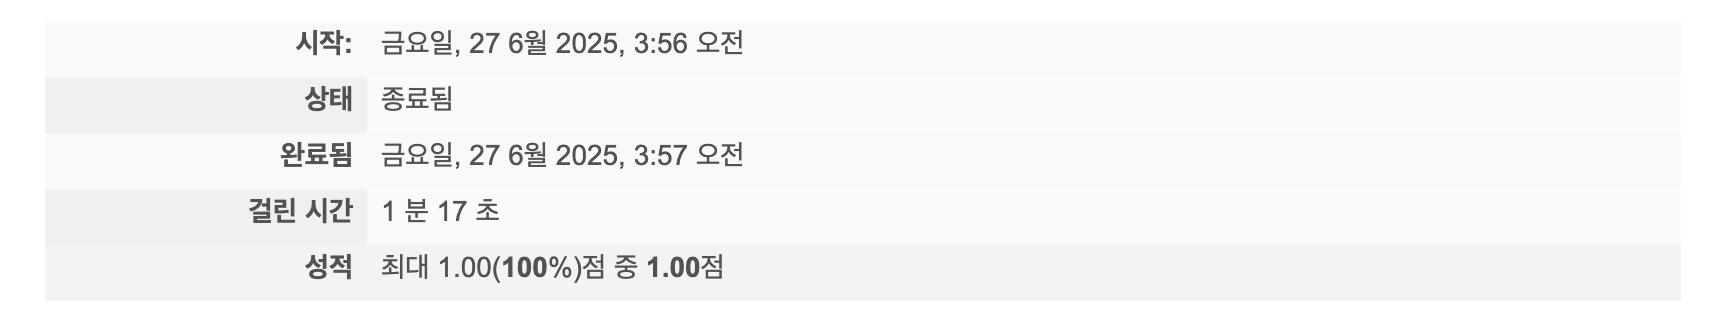 시작: 금요일, 27 6월 2025, 3:56 오전
상태 종료됨
완료됨 금요일, 27 6월 2025, 3:57 오전
걸린 시간 1 분 17 초
성적 최대 1.00(100%)점 중 1.00점